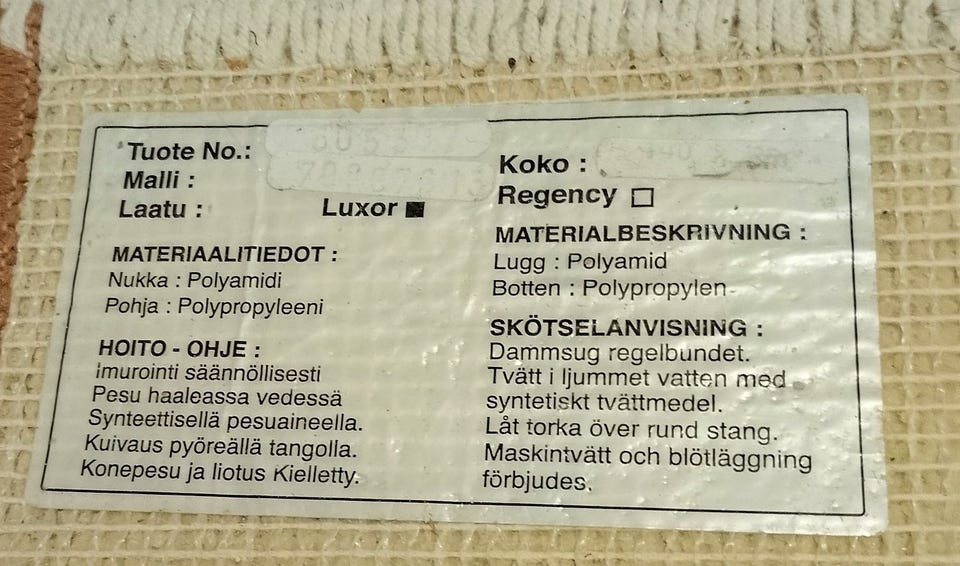 Tuote No.:
Malli :
Laatu : Luxor
MATERIAALITIEDOT :
Nukka : Polyamidi
Pohja : Polypropyleeni
HOITO - OHJE :
Imurointi säännöllisesti
Pesu haaleassa vedessä
Synteettisellä pesuaineella.
Kuivaus pyöreällä tangolla.
Konepesu ja liotus Kielletty.
Koko :
Regency
MATERIALBESKRIVNING :
Lugg : Polyamid
Botten : Polypropylen
SKÖTSELANVISNING :
Dammsug regelbundet.
Tvätt i ljummet vatten med
syntetiskt tvättmedel.
Låt torka över rund stang.
Maskintvätt och blötläggning
förbjudes.